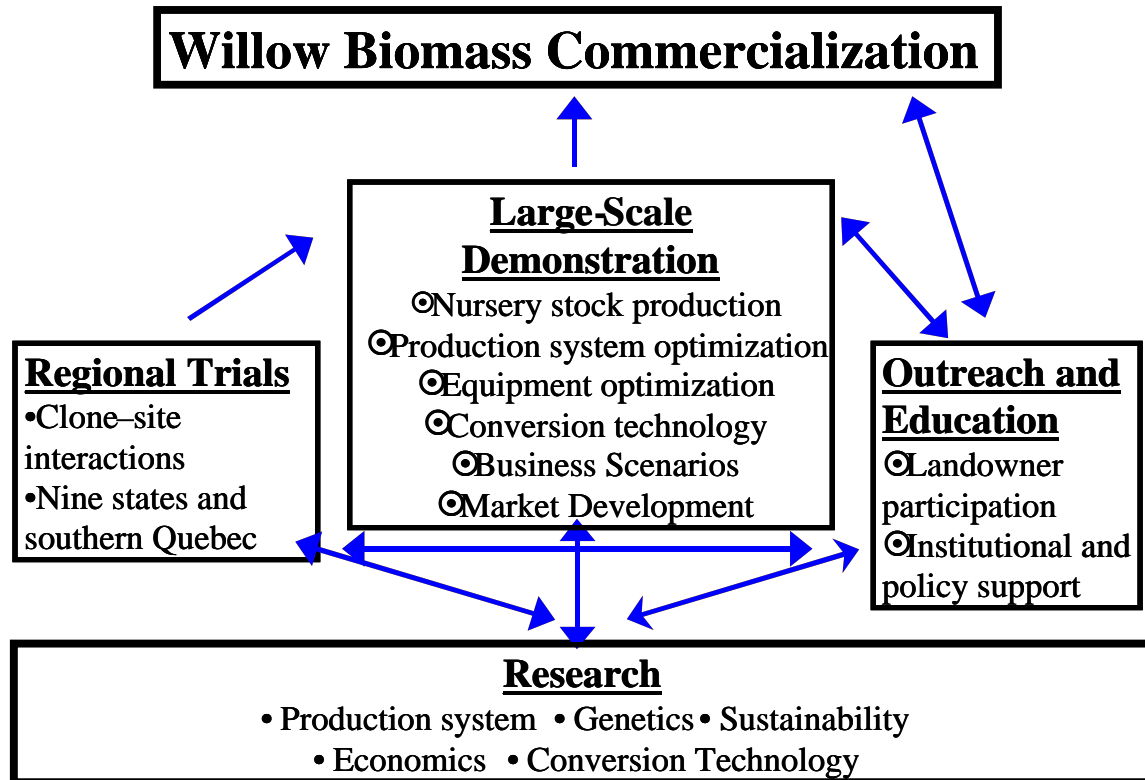 Willow Biomass Commercialization
Large-Scale
Demonstration
⊙Nursery stock production
⊙Production system optimization
⊙Equipment optimization
⊙Conversion technology
⊙Business Scenarios
⊙Market Development
Regional Trials
•Clone–site
interactions
•Nine states and
southern Quebec
Outreach and
Education
⊙Landowner
participation
⊙Institutional and
policy support
Research
• Production system • Genetics • Sustainability
• Economics • Conversion Technology